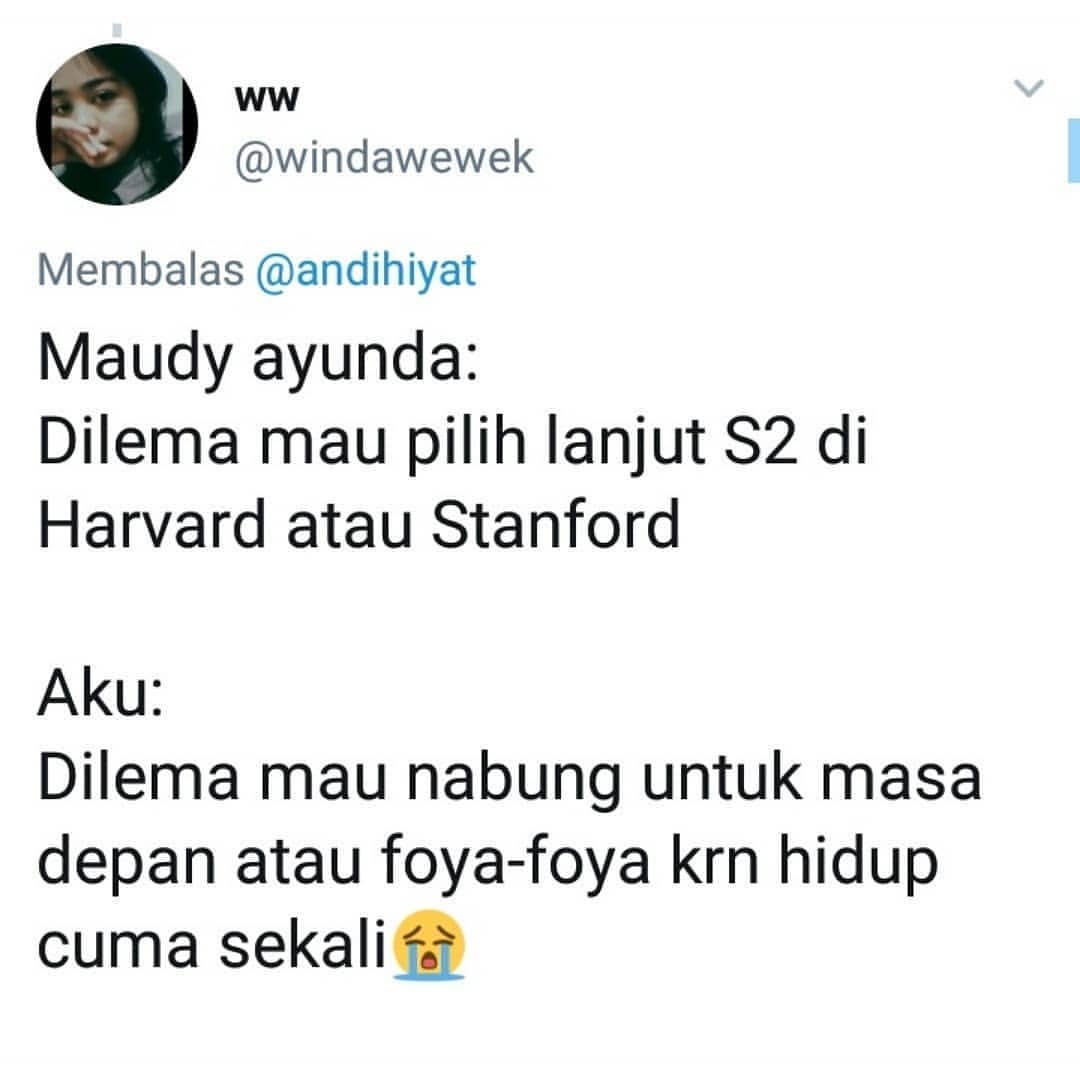 ww
@windawewek
Membalas @andihiyat
Maudy ayunda:
Dilema mau pilih lanjut S2 di
Harvard atau Stanford
Aku:
Dilema mau nabung untuk masa
depan atau foya-foya krn hidup
cuma sekali😭